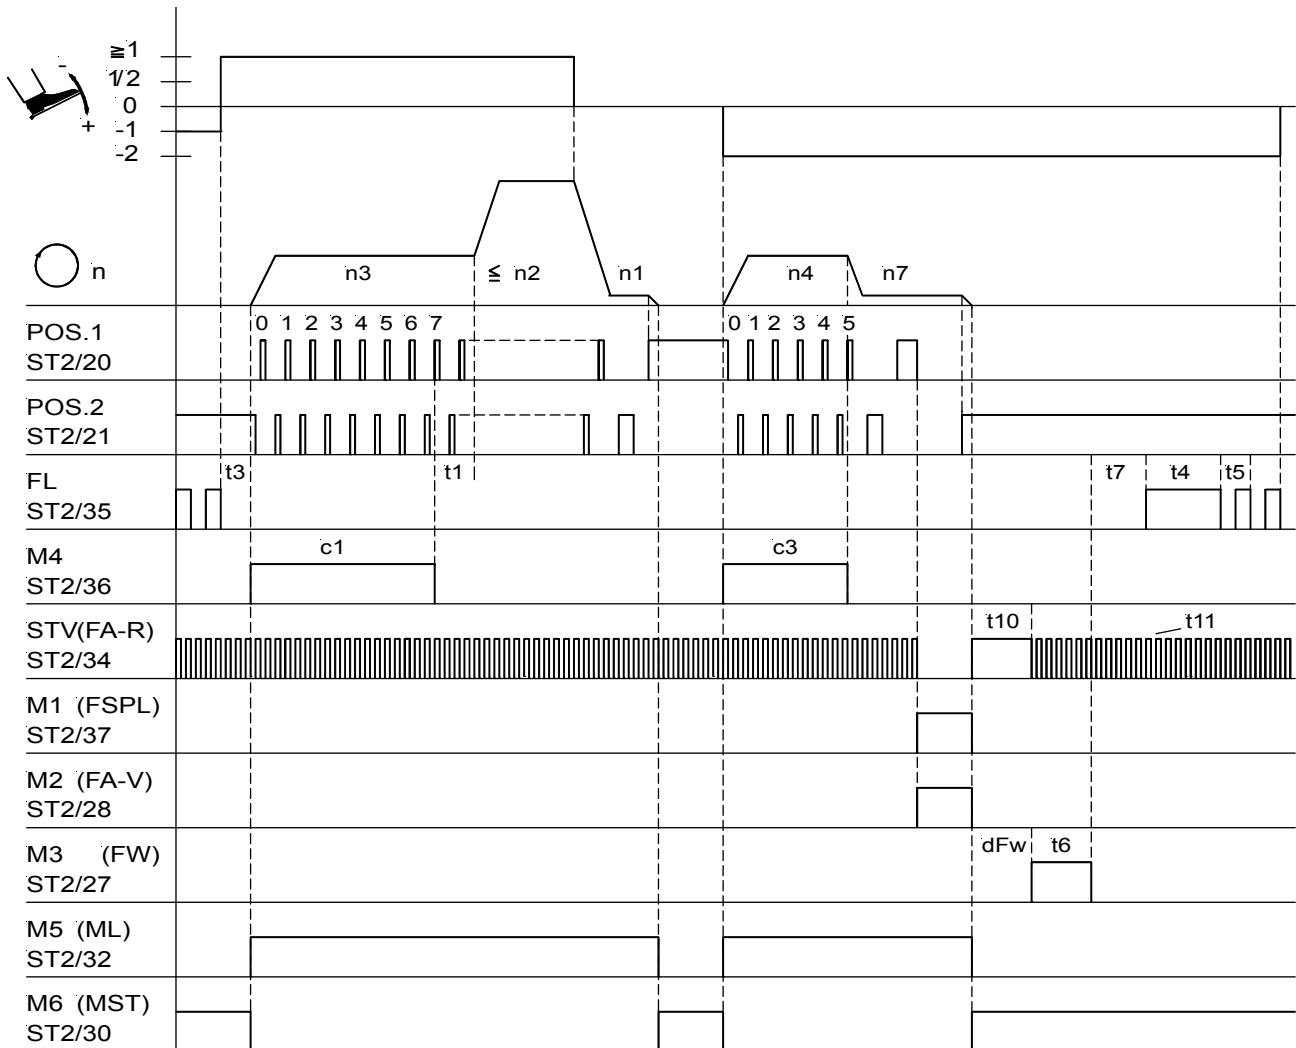 ≧1
1/2
0
-1
-2
-
+
n
n3
≦ n2
n1
n4
n7
POS.1
ST2/20
0 1 2 3 4 5 6 7
0 1 2 3 4 5
POS.2
ST2/21
FL
ST2/35
t3
t1
t7
t4
t5
M4
ST2/36
c1
c3
STV(FA-R)
ST2/34
t10
t11
M1 (FSPL)
ST2/37
M2 (FA-V)
ST2/28
M3 (FW)
ST2/27
dFw
t6
M5 (ML)
ST2/32
M6 (MST)
ST2/30